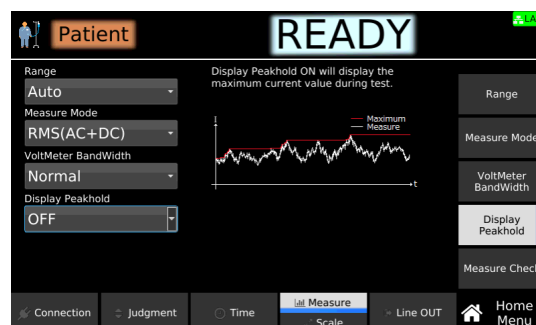 Patient
READY
LA
Range
Auto
Measure Mode
RMS(AC+DC)
VoltMeter BandWidth
Normal
Display Peakhold
OFF
Display Peakhold ON will display the
maximum current value during test.
I
Maximum
Measure
t
Range
Measure Mode
VoltMeter
BandWidth
Display
Peakhold
Measure Chec
Connection
Judgment
Time
Measure
Scale
Line OUT
Home
Menu